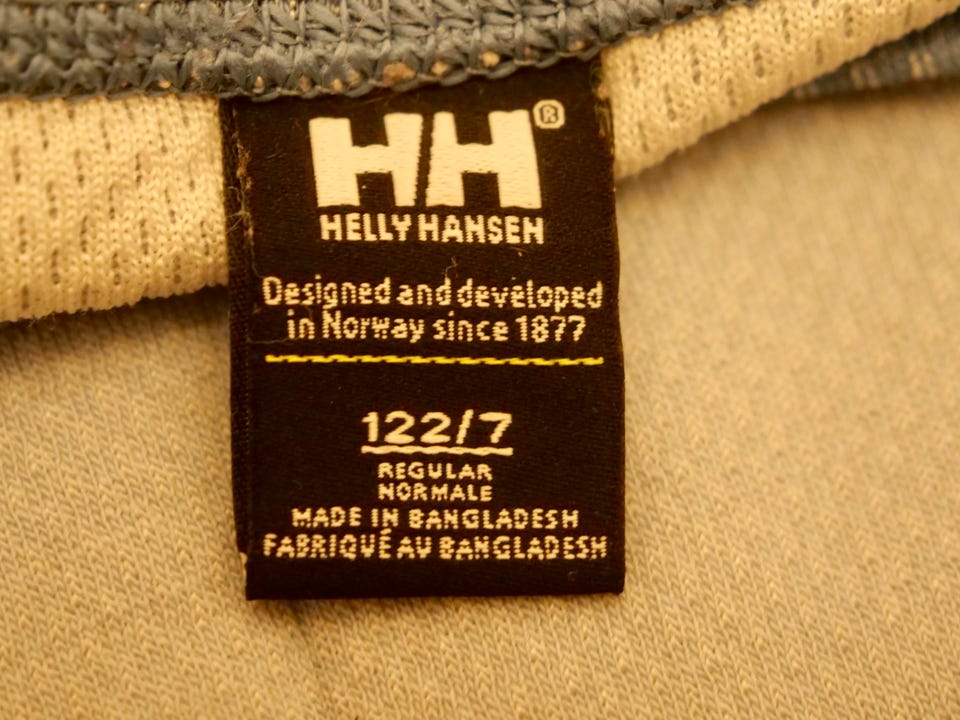 HH®
HELLY HANSEN
Designed and developed
in Norway since 1877
122/7
REGULAR
NORMALE
MADE IN BANGLADESH
FABRIQUÉ AU BANGLADESH